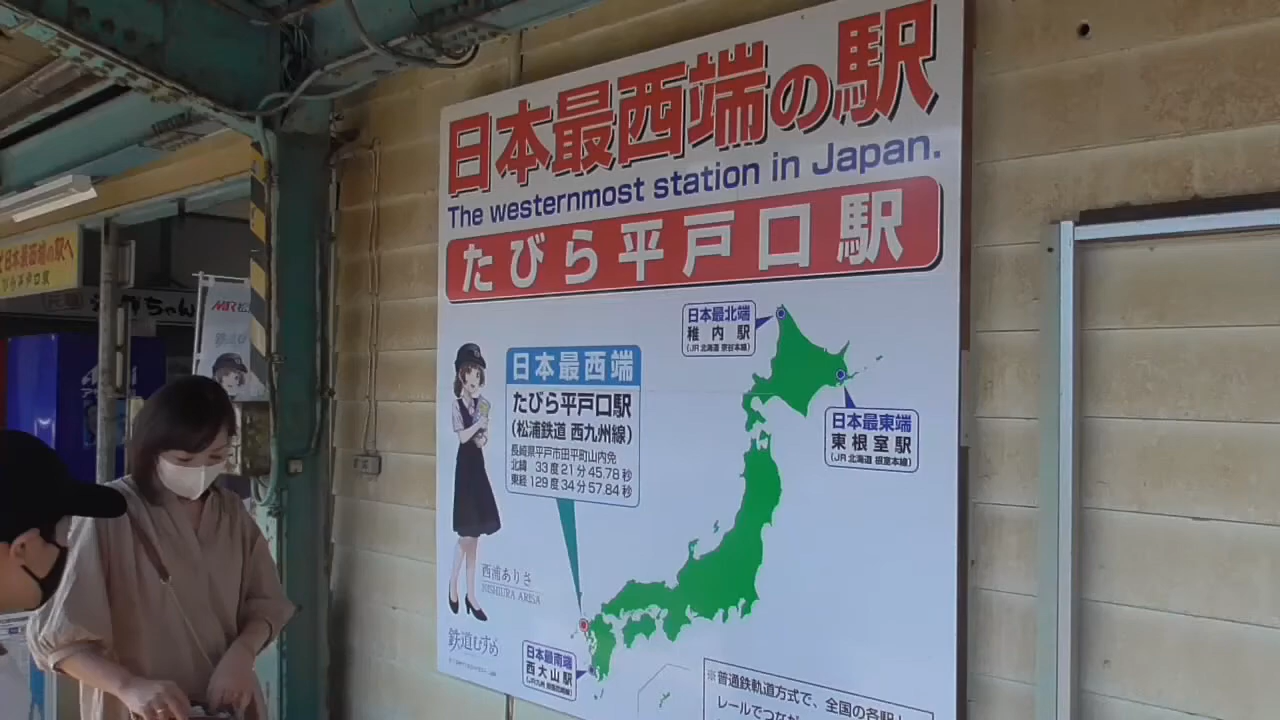 日本最西端の駅
The westernmost station in Japan.
たびら平戸口駅
日本最北端
稚内駅
(JR北海道 宗谷本線)
日本最西端
たびら平戸口駅
(松浦鉄道 西九州線)
長崎県平戸市田平町山内免
北緯 33度21分45.78秒
東経 129度34分57.84秒
日本最東端
東根室駅
(JR北海道 根室本線)
西浦ありさ
NISHIURA ARISA
鉄道むすめ
日本最南端
西大山駅
(JR九州 指宿枕崎線)
※普通鉄軌道方式で、全国の各駅
レールでつなが
日本最西端の駅へ
ちゃん
MR 松
鉄道む